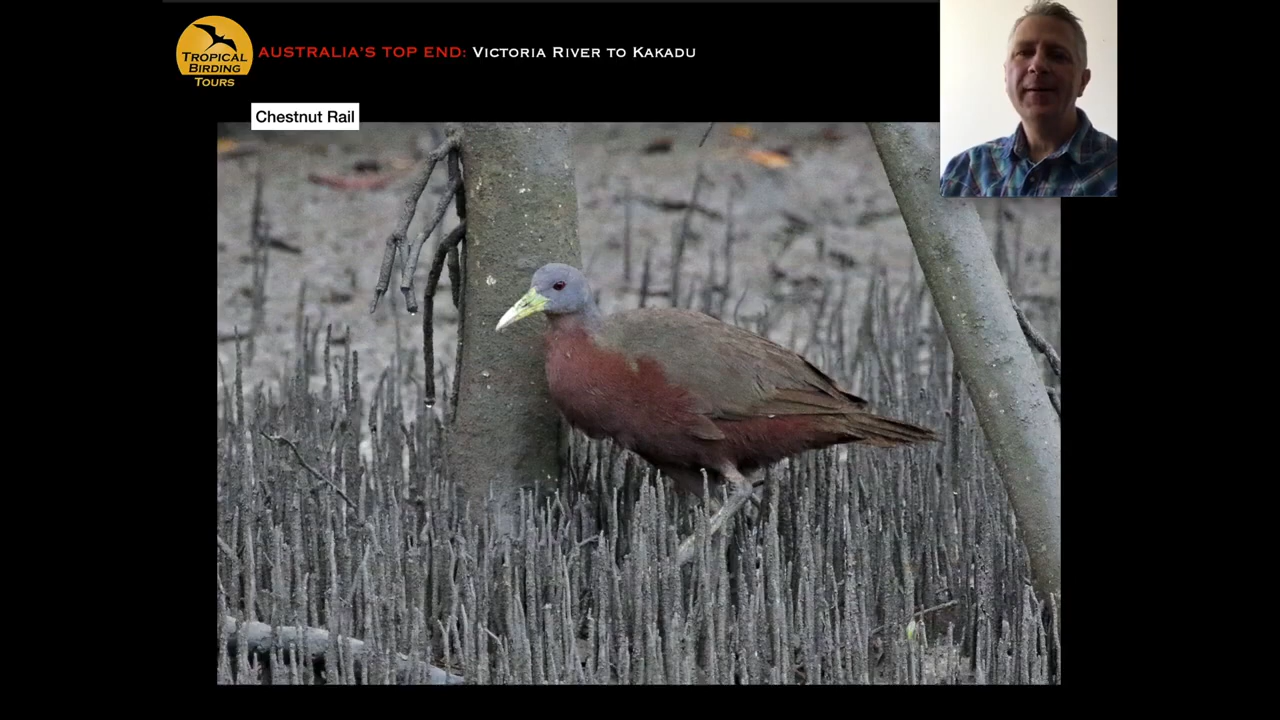 TROPICAL
BIRDING
TOURS
AUSTRALIA'S TOP END: VICTORIA RIVER TO KAKADU
Chestnut Rail